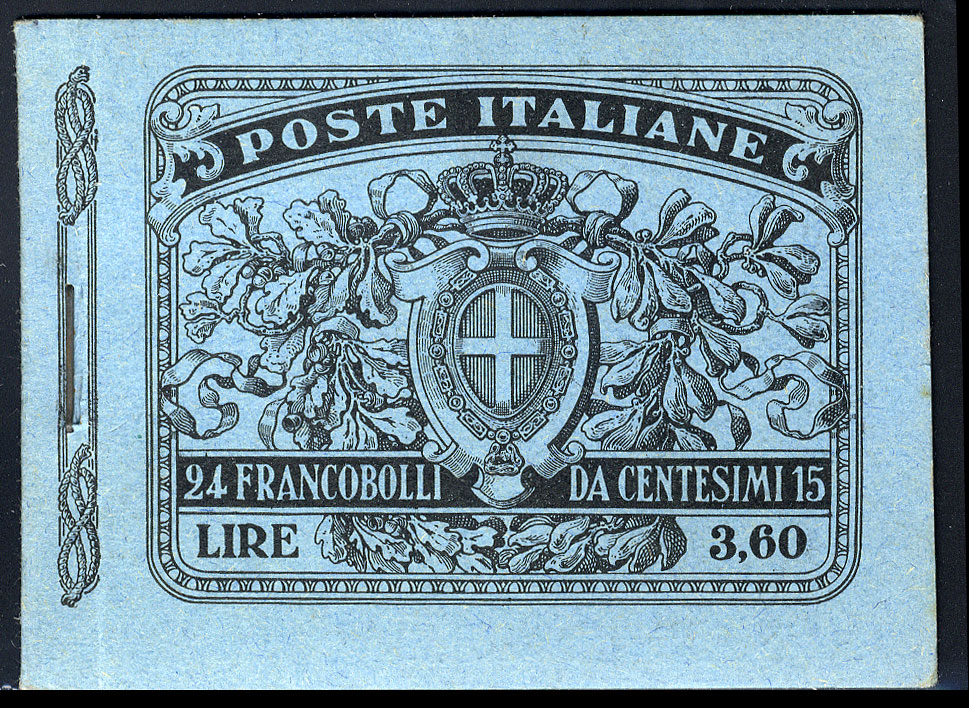 POSTE ITALIANE
24 FRANCOBOLLI DA CENTESIMI 15
LIRE 3,60